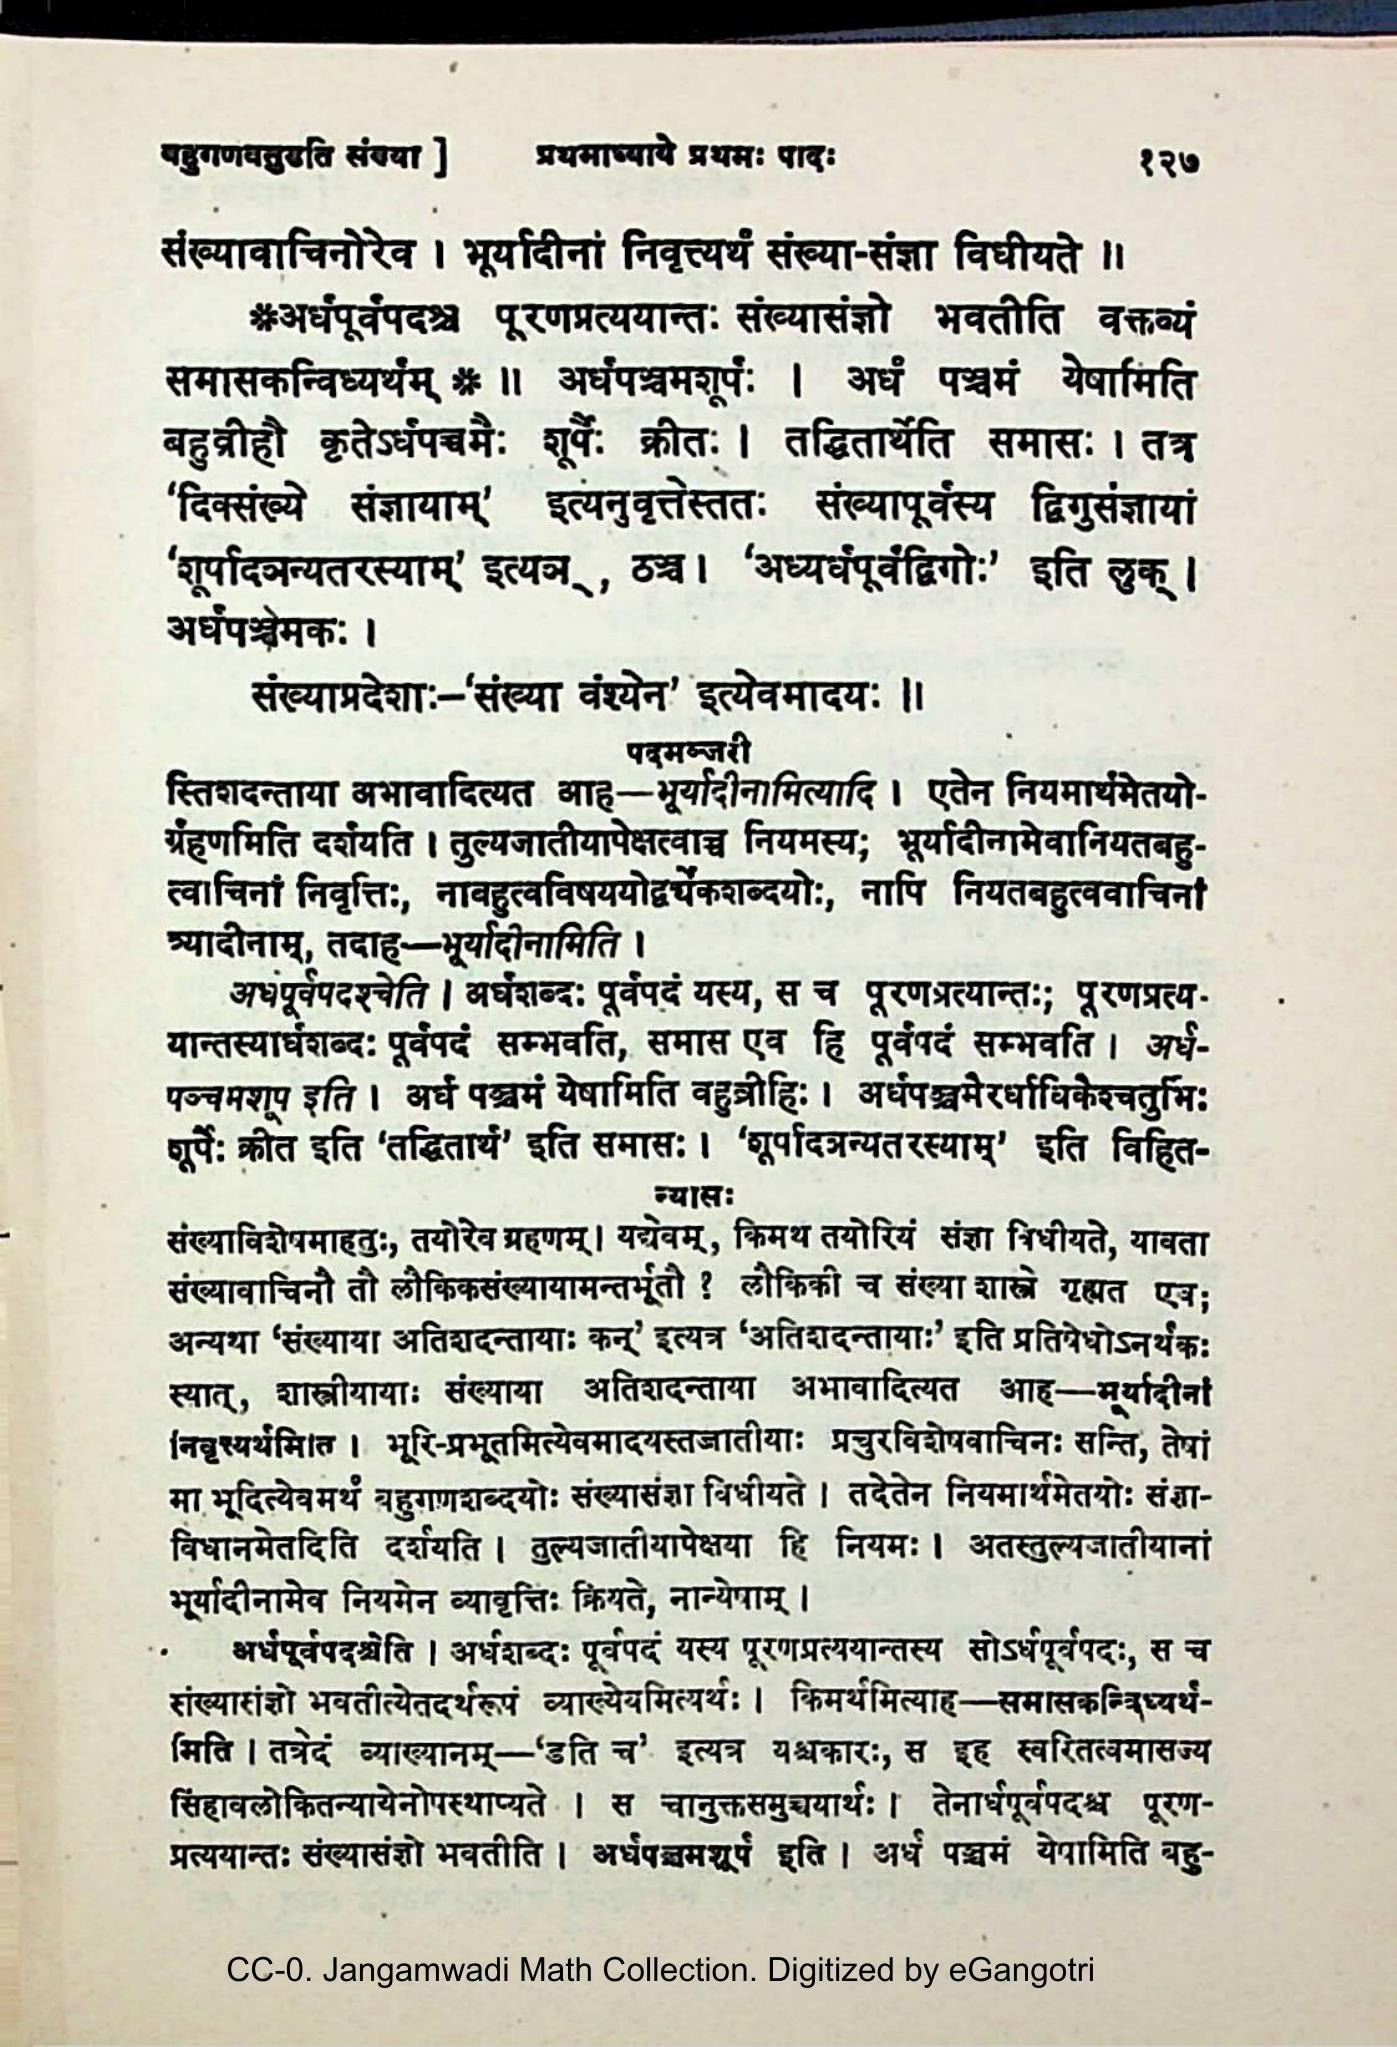 बहुगणवतुडति संख्या ] प्रथमाध्याये प्रथमः पादः १२७
संख्यावाचिनोरेव । भूर्यादीनां निवृत्त्यर्थं संख्या-संज्ञा विधीयते ॥
*अर्धपूर्वपदश्च पूरणप्रत्ययान्तः संख्यासंज्ञो भवतीति वक्तव्यं
समासकन्विध्यर्थम् * ॥ अर्धपञ्चमशूर्पः । अर्धं पञ्चमं येषामिति
बहुव्रीहौ कृतेऽर्धपञ्चमैः शूर्पैः क्रीतः । तद्धितार्थेति समासः । तत्र
‘दिक्संख्ये संज्ञायाम्’ इत्यनुवृत्तेस्ततः संख्यापूर्वस्य द्विगुसंज्ञायां
‘शूर्पादञन्यतरस्याम्’ इत्यञ् , ठञ्च । ‘अध्यर्धपूर्वद्विगोः’ इति लुक् ।
अर्धपञ्चमकः ।
संख्याप्रदेशाः–‘संख्या वंश्येन’ इत्येवमादयः ॥
पदमञ्जरी
स्तिशदन्ताया अभावादित्यत आह—भूर्यादीनामित्यादि । एतेन नियमार्थमेतयो-
र्ग्रहणमिति दर्शयति । तुल्यजातीयापेक्षत्वाच्च नियमस्य; भूर्यादीनामेवानियतबहु-
त्वाचिनां निवृत्तिः, नाबहुत्वविषययोर्द्व्येकशब्दयोः, नापि नियतबहुत्ववाचिनां
त्र्यादीनाम्, तदाह—भूर्यादीनामिति ।
अर्धपूर्वपदश्चेति । अर्धशब्दः पूर्वपदं यस्य, स च पूरणप्रत्यान्तः; पूरणप्रत्य-
यान्तस्यार्धशब्दः पूर्वपदं सम्भवति, समास एव हि पूर्वपदं सम्भवति । अर्ध-
पञ्चमशूप इति । अर्ध पञ्चमं येषामिति बहुव्रीहिः । अर्धपञ्चमैरर्धाधिकैश्चतुर्भिः
शूर्पैः क्रीत इति ‘तद्धितार्थ’ इति समासः । ‘शूर्पादञन्यतरस्याम्’ इति विहित-
न्यासः
संख्याविशेषमाहतुः, तयोरेव ग्रहणम् । यद्येवम्, किमथ तयोरियं संज्ञा विधीयते, यावता
संख्यावाचिनौ तौ लौकिकसंख्यायामन्तर्भूतौ ? लौकिकी च संख्या शास्त्रे गृह्यत एव;
अन्यथा ‘संख्याया अतिशदन्तायाः कन्’ इत्यत्र ‘अतिशदन्तायाः’ इति प्रतिषेधोऽनर्थकः
स्यात्, शास्त्रीयायाः संख्याया अतिशदन्ताया अभावादित्यत आह—भूर्यादीनां
निवृत्त्यर्थमिति । भूरि-प्रभूतमित्येवमादयस्तज्जातीयाः प्रचुरविशेषवाचिनः सन्ति, तेषां
मा भूदित्येवमर्थं बहुगणशब्दयोः संख्यासंज्ञा विधीयते । तदेतेन नियमार्थमेतयोः संज्ञा-
विधानमेतदिति दर्शयति । तुल्यजातीयापेक्षया हि नियमः । अतस्तुल्यजातीयानां
भूर्यादीनामेव नियमेन व्यावृत्तिः क्रियते, नान्येषाम् ।
अर्धपूर्वपदश्चेति । अर्धशब्दः पूर्वपदं यस्य पूरणप्रत्ययान्तस्य सोऽर्धपूर्वपदः, स च
संख्यासंज्ञो भवतीत्येतदर्थरूपं व्याख्येयमित्यर्थः । किमर्थमित्याह—समासकन्विध्यर्थ-
मिति । तत्रेदं व्याख्यानम्—‘डति च’ इत्यत्र यश्चकारः, स इह स्वरितत्वमासज्य
सिंहावलोकितन्यायेनोपस्थाप्यते । स चानुक्तसमुच्चयार्थः । तेनार्धपूर्वपदश्च पूरण-
प्रत्ययान्तः संख्यासंज्ञो भवतीति । अर्धपञ्चमशूर्प इति । अर्धं पञ्चमं येषामिति बहु-
CC-0. Jangamwadi Math Collection. Digitized by eGangotri